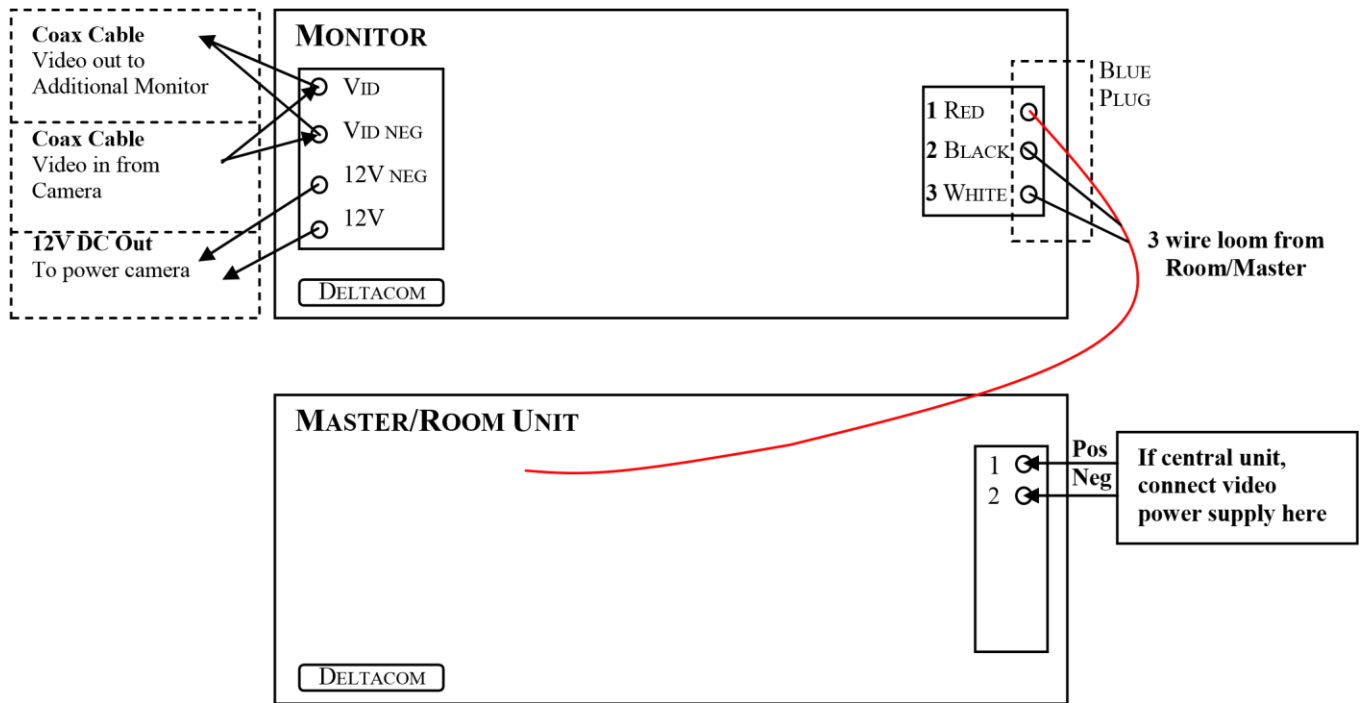 Coax Cable
Video out to
Additional Monitor
Coax Cable
Video in from
Camera
12V DC Out
To power camera
MONITOR
VID
VID NEG
12V NEG
12V
DELTACOM
1 RED
2 BLACK
3 WHITE
BLUE
PLUG
3 wire loom from
Room/Master
MASTER/ROOM UNIT
1
2
Pos
Neg
If central unit,
connect video
power supply here
DELTACOM